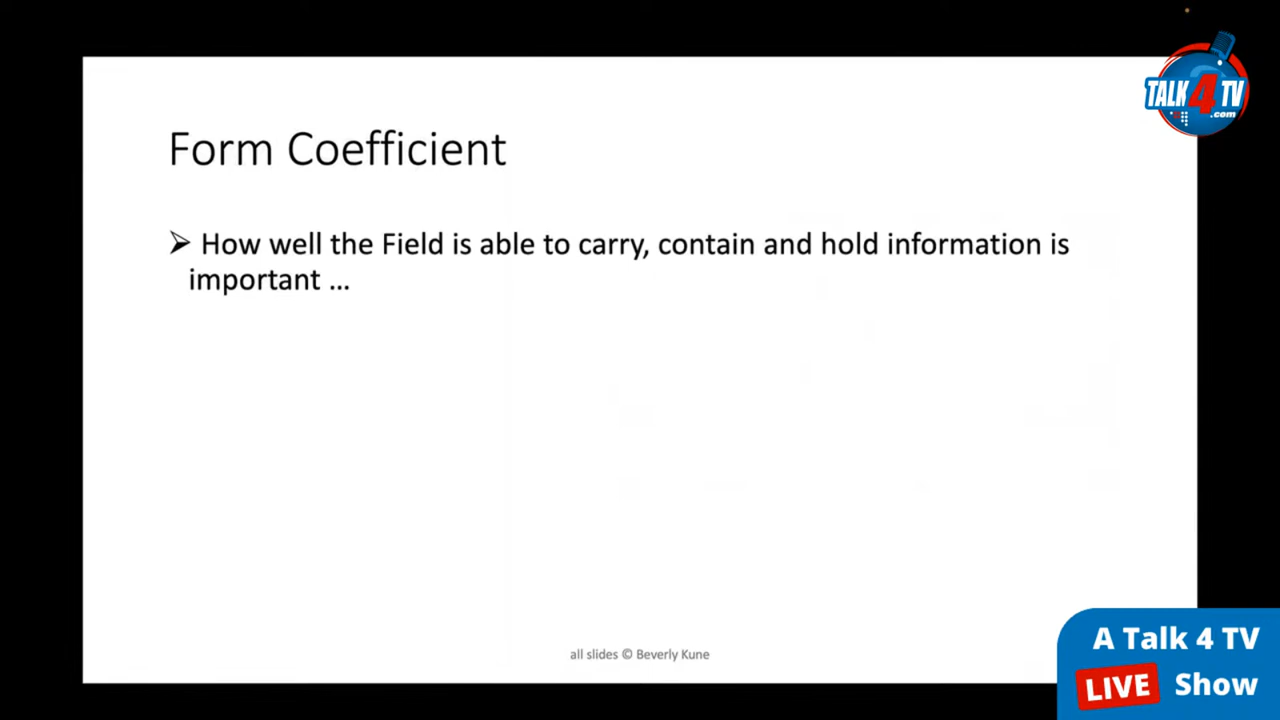 TALK 4 TV
.com
Form Coefficient
➢ How well the Field is able to carry, contain and hold information is
important ...
all slides © Beverly Kune
A Talk 4 TV
LIVE Show